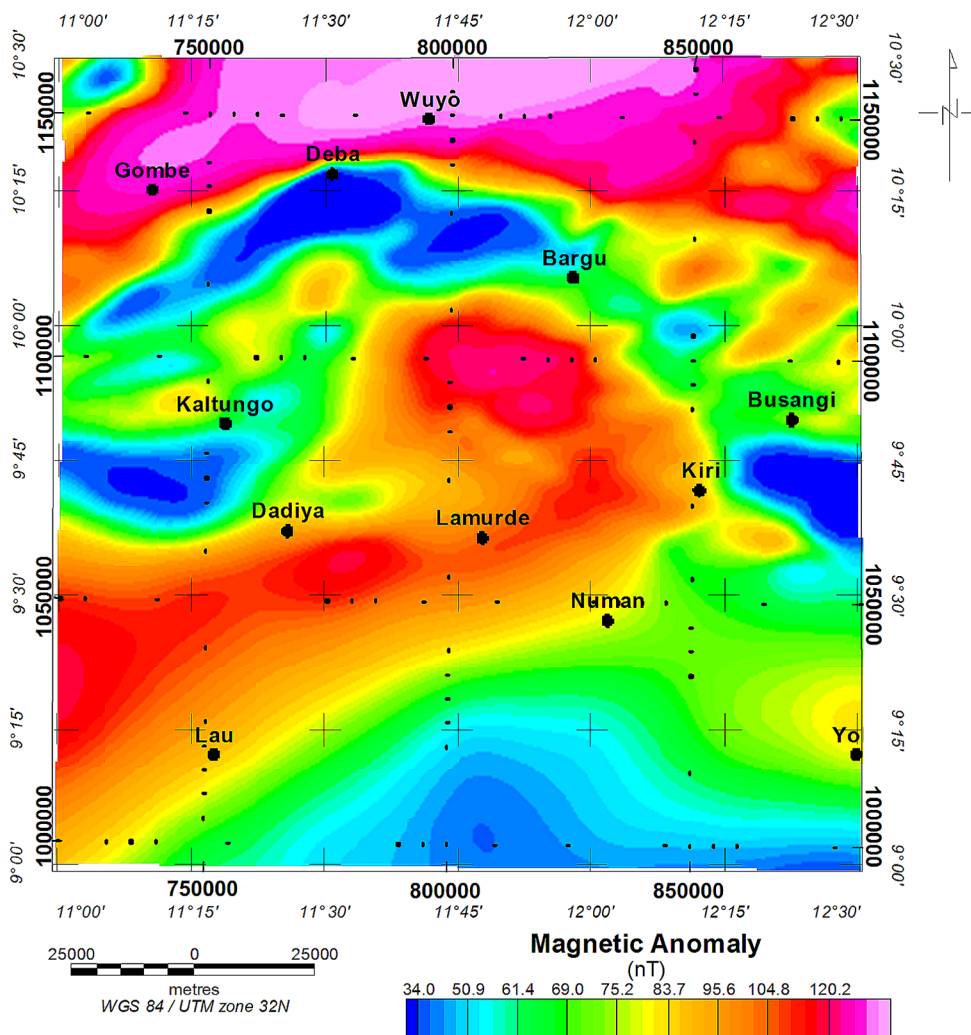 11°00' 11°15' 11°30' 11°45' 12°00' 12°15' 12°30'
750000 800000 850000
10°30' 10°30'
1150000 1150000
Wuyo
Deba
Gombe
10°15' 10°15'
Bargu
10°00' 10°00'
1100000 1100000
Kaltungo Busangi
9°45' 9°45'
Kiri
Dadiya Lamurde
9°30' 9°30'
1050000 1050000
Numan
9°15' 9°15'
Lau Yo
1000000 1000000
9°00' 9°00'
750000 800000 850000
11°00' 11°15' 11°30' 11°45' 12°00' 12°15' 12°30'
N
25000 0 25000
metres
WGS 84 / UTM zone 32N
Magnetic Anomaly
(nT)
34.0 50.9 61.4 69.0 75.2 83.7 95.6 104.8 120.2